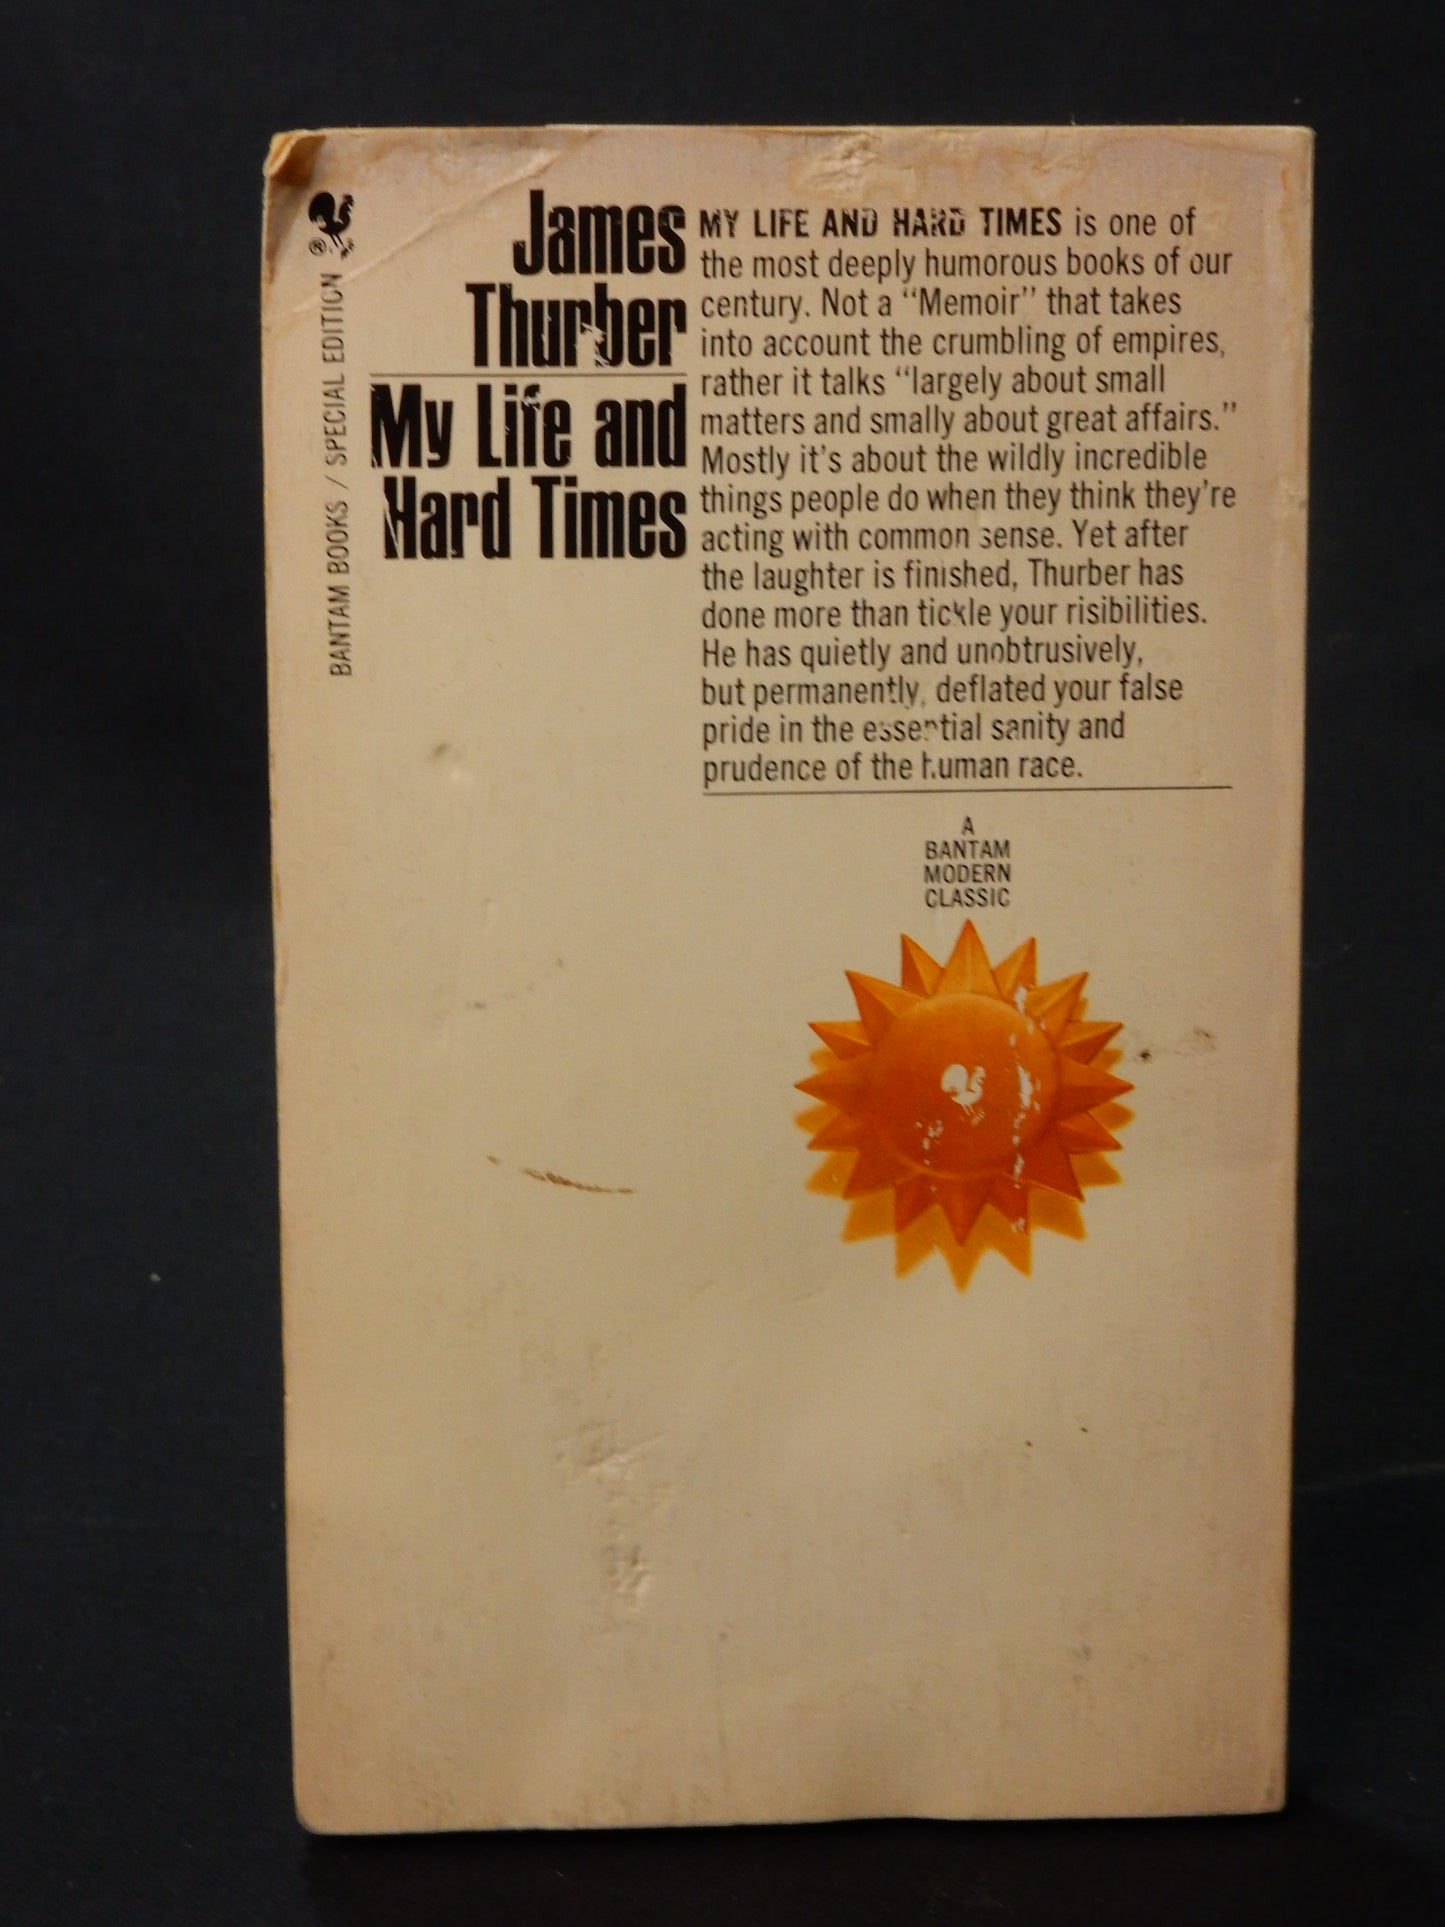 ®
BANTAM BOOKS / SPECIAL EDITION
James
Thurber
My Life and
Hard Times
MY LIFE AND HARD TIMES is one of
the most deeply humorous books of our
century. Not a “Memoir” that takes
into account the crumbling of empires,
rather it talks “largely about small
matters and smally about great affairs.”
Mostly it's about the wildly incredible
things people do when they think they're
acting with common sense. Yet after
the laughter is finished, Thurber has
done more than tickle your risibilities.
He has quietly and unobtrusively,
but permanently, deflated your false
pride in the essential sanity and
prudence of the human race.
A
BANTAM
MODERN
CLASSIC